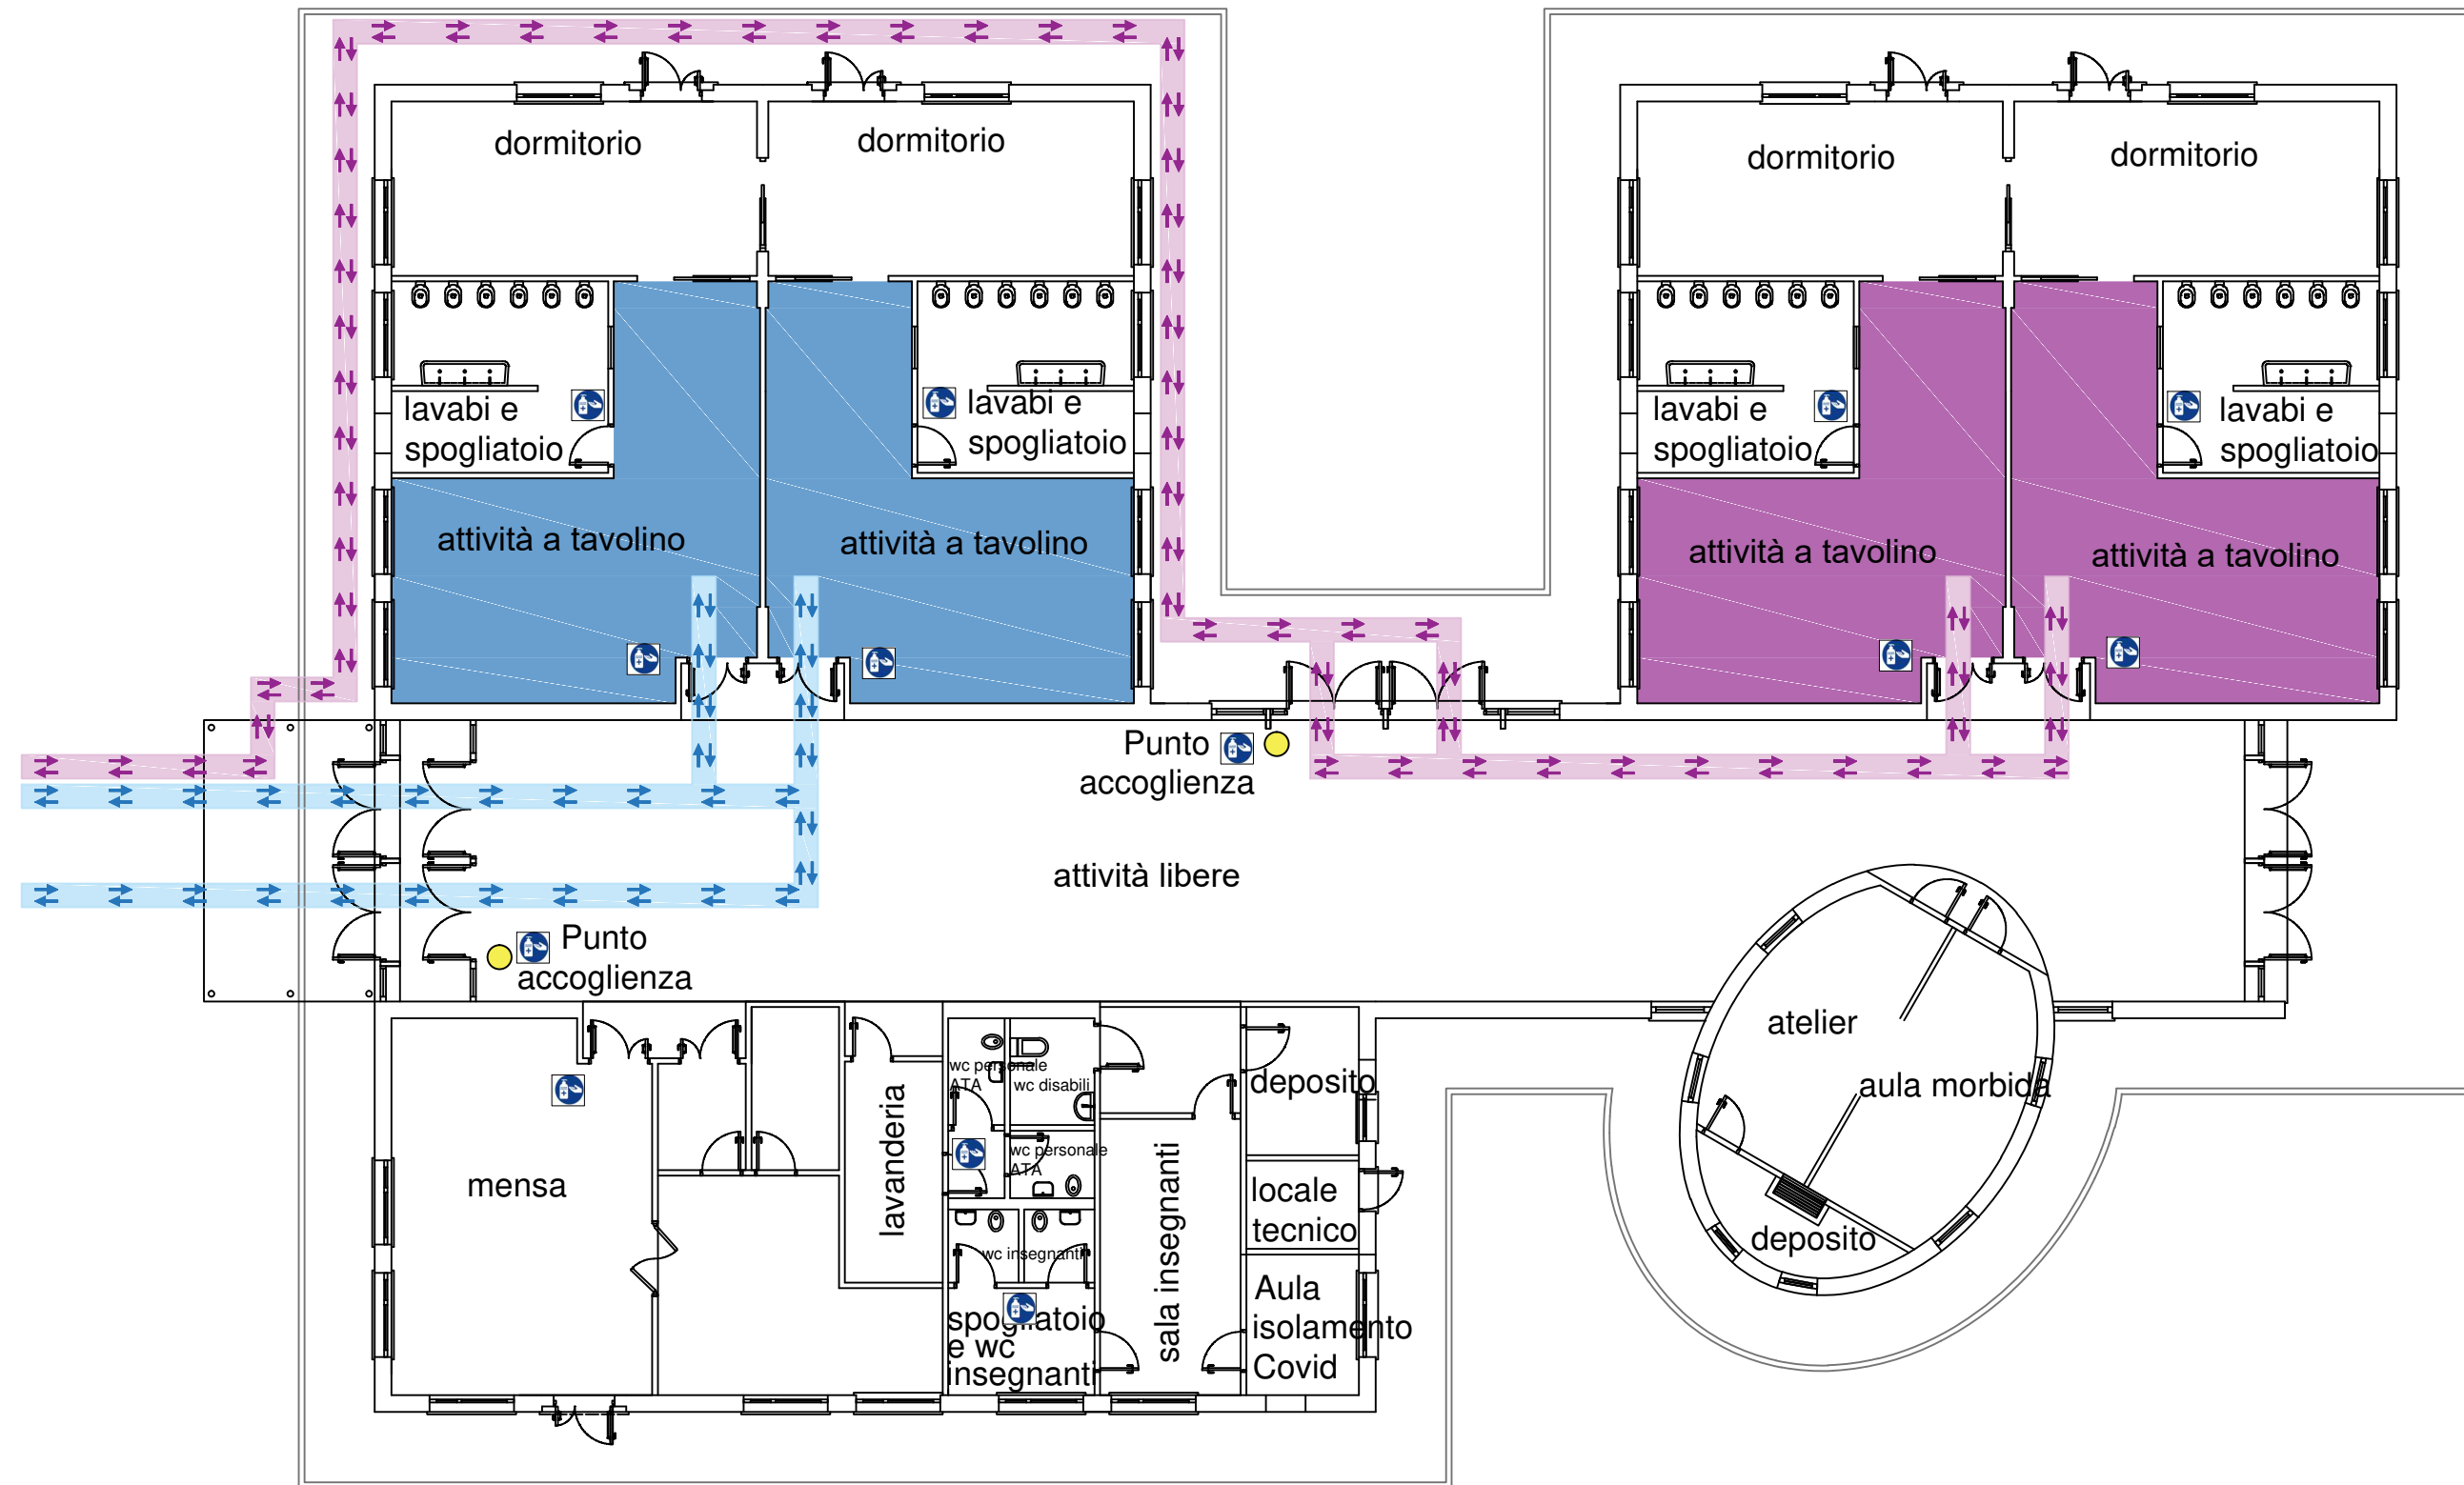 dormitorio
dormitorio
dormitorio
dormitorio
lavabi e
spogliatoio
lavabi e
spogliatoio
lavabi e
spogliatoio
lavabi e
spogliatoio
attività a tavolino
attività a tavolino
attività a tavolino
attività a tavolino
Punto
accoglienza
attività libere
Punto
accoglienza
mensa
lavanderia
wc personale
ATA
wc disabili
wc personale
ATA
wc insegnanti
spogliatoio
e wc
insegnanti
sala insegnanti
deposito
locale
tecnico
Aula
isolamento
Covid
atelier
aula morbida
deposito